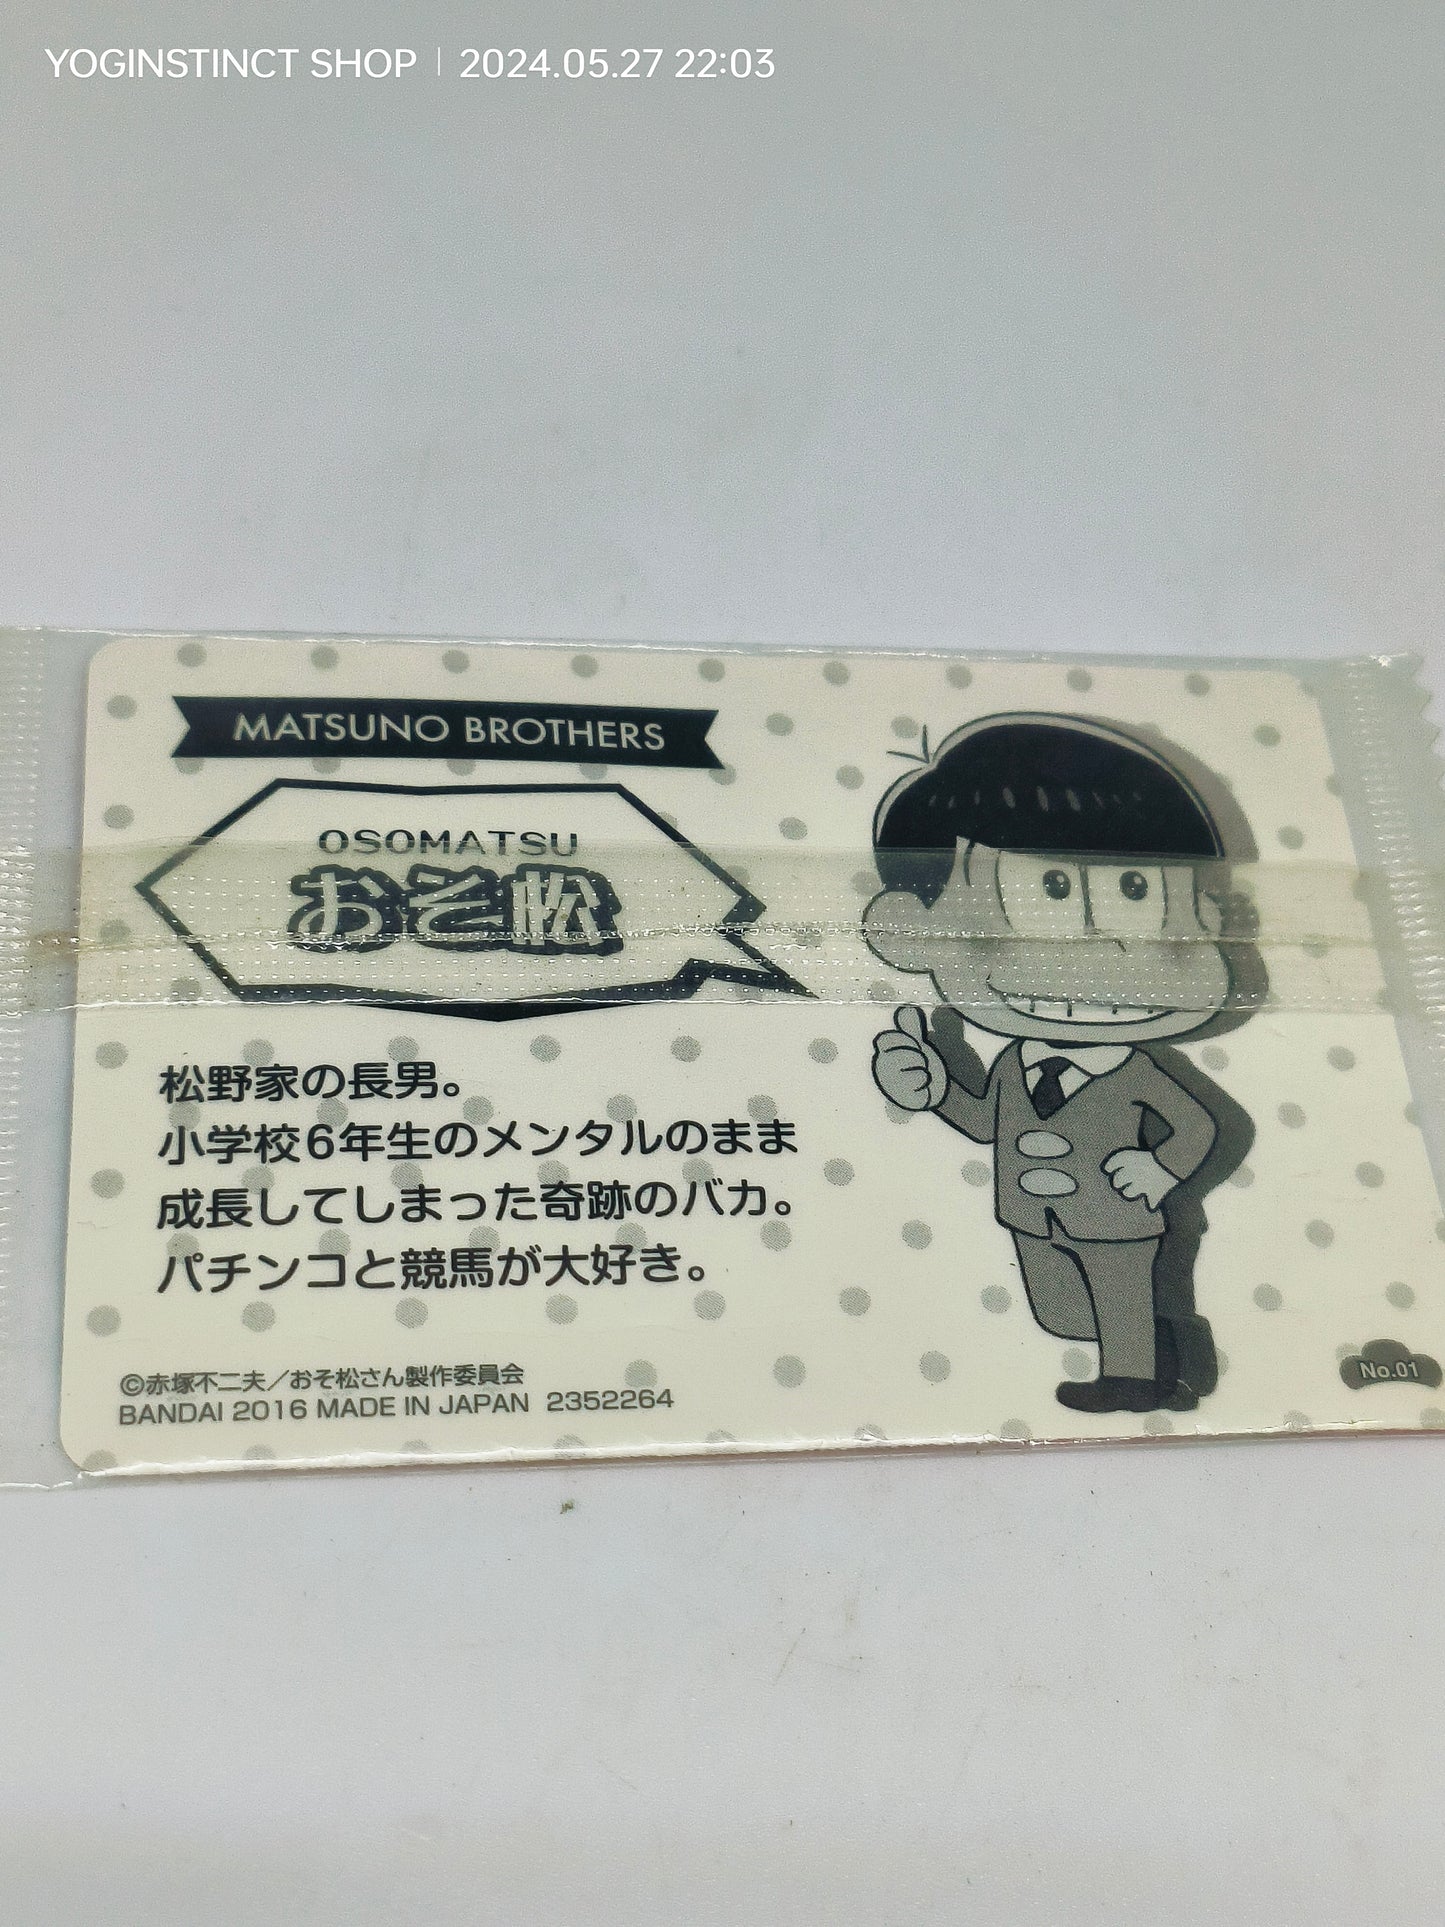 YOGINSTINCT SHOP | 2024.05.27 22:03
MATSUNO BROTHERS
OSOMATSU
おそ松
松野家の長男。
小学校6年生のメンタルのまま
成長してしまった奇跡のバカ。
パチンコと競馬が大好き。
©赤塚不二夫／おそ松さん製作委員会
BANDAI 2016 MADE IN JAPAN 2352264
No.01